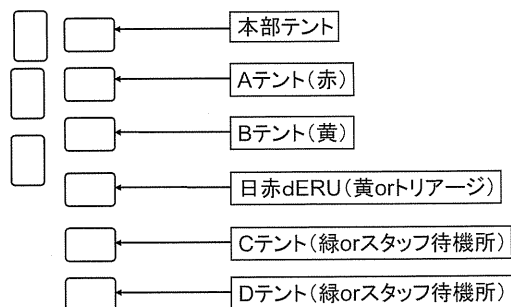 本部テント
Aテント(赤)
Bテント(黄)
日赤dERU(黄orトリアージ)
Cテント(緑orスタッフ待機所)
Dテント(緑orスタッフ待機所)